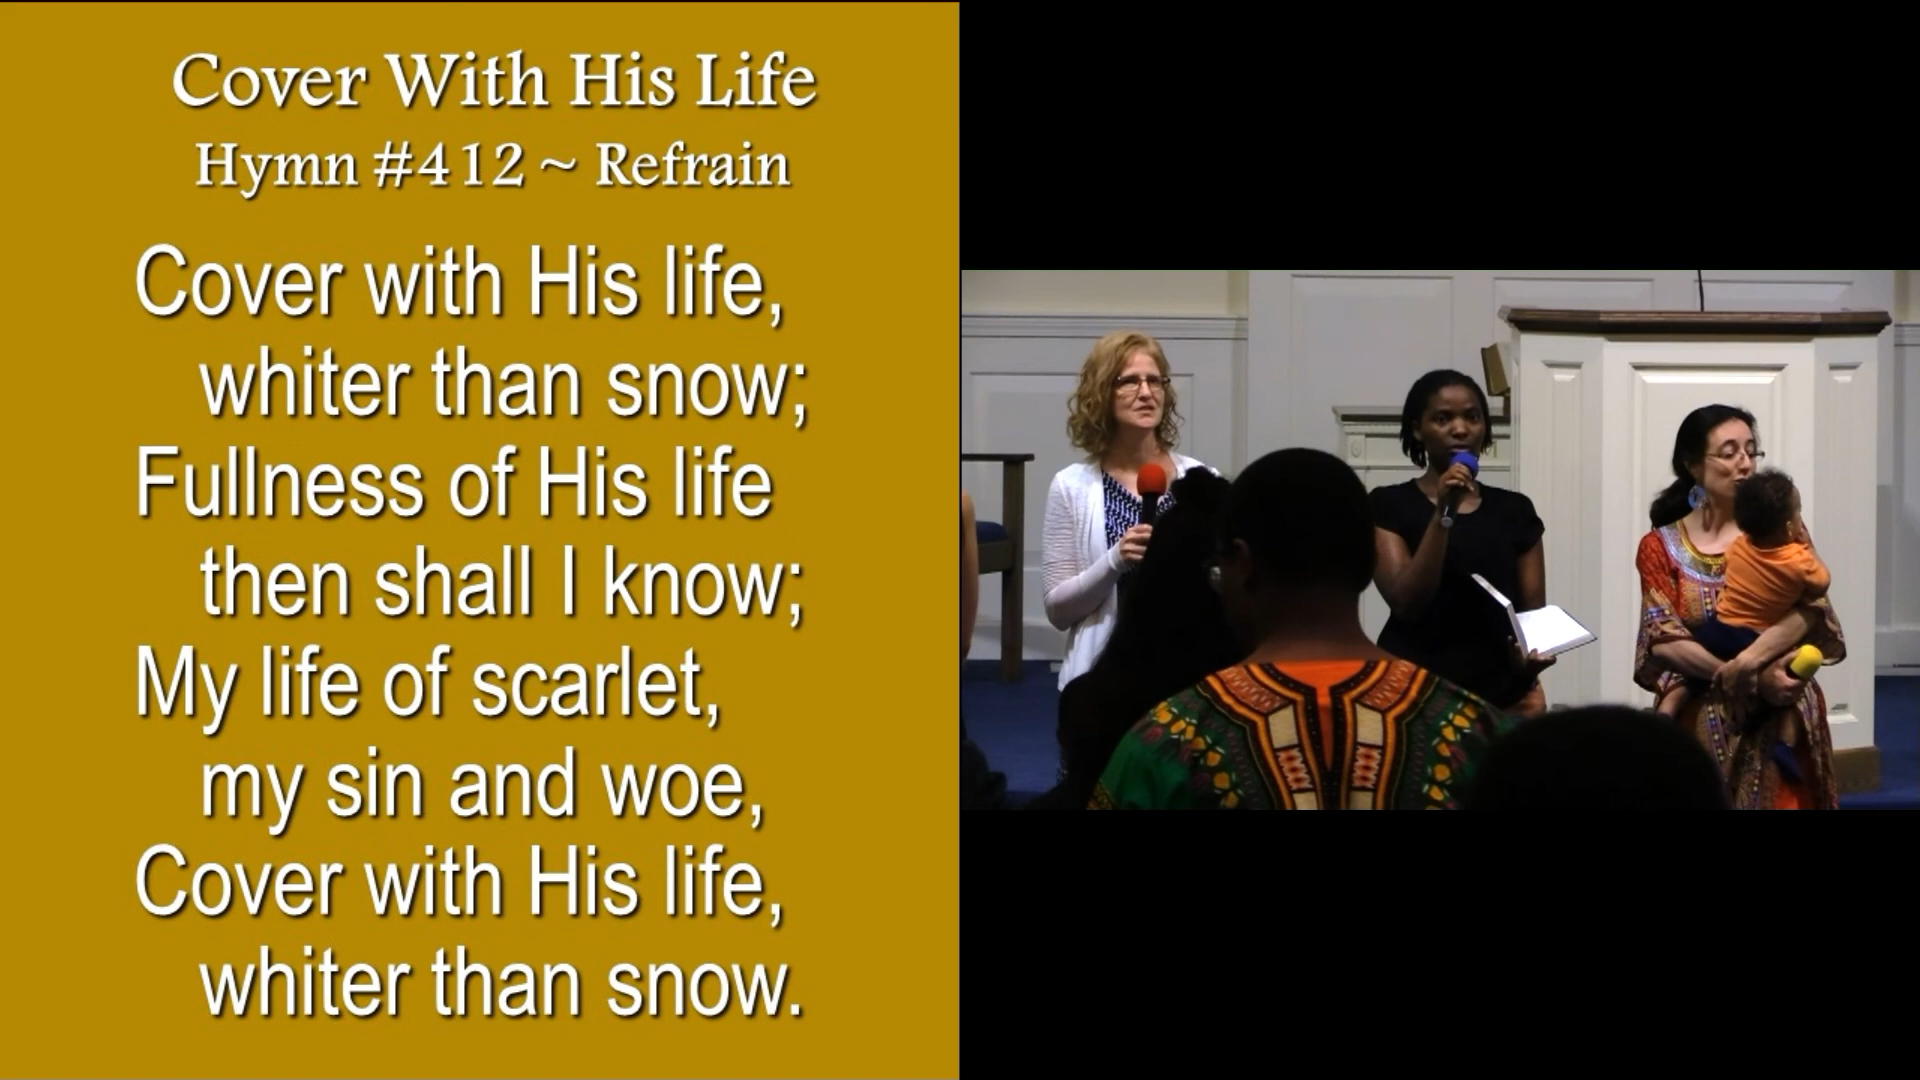 Cover With His Life
Hymn #412 ~ Refrain
Cover with His life,
whiter than snow;
Fullness of His life
then shall I know;
My life of scarlet,
my sin and woe,
Cover with His life,
whiter than snow.